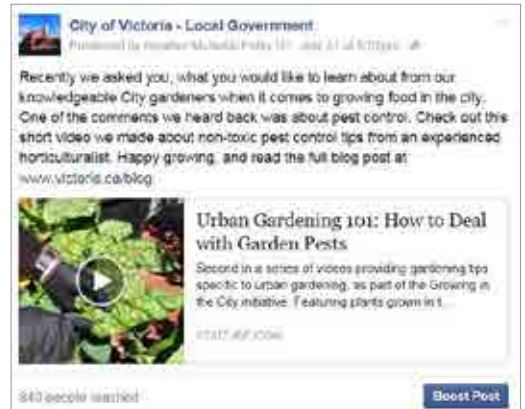 City of Victoria - Local Government
Recently we asked you, what you would like to learn about from our
knowledgeable City gardeners when it comes to growing food in the city.
One of the comments we heard back was about pest control. Check out this
short video we made about non-toxic pest control tips from an experienced
horticulturalist. Happy growing, and read the full blog post at
www.victoria.ca/blog
Urban Gardening 101: How to Deal
with Garden Pests
Second in a series of videos providing gardening tips
specific to urban gardening, as part of the Growing in
the City initiative. Featuring plants grown in t...
840 people reached
Boost Post